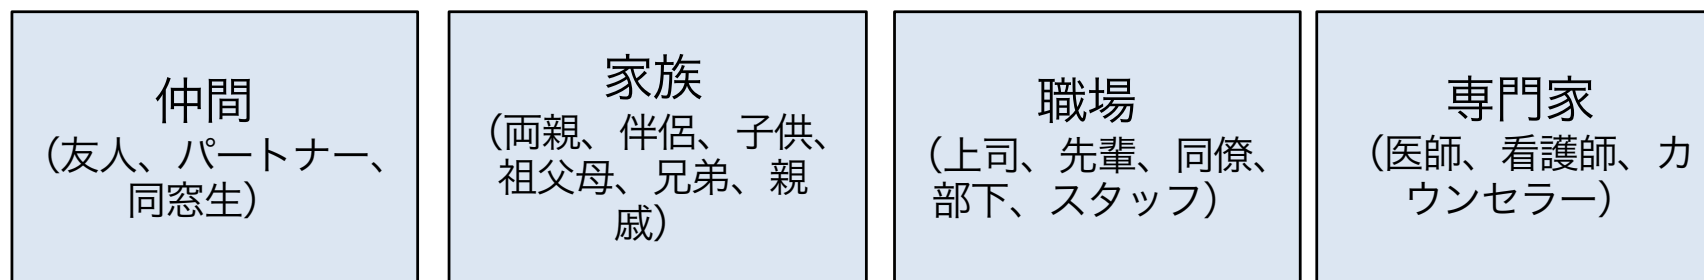 仲間
（友人、パートナー、
同窓生）
家族
（両親、伴侶、子供、
祖父母、兄弟、親
戚）
職場
（上司、先輩、同僚、
部下、スタッフ）
専門家
（医師、看護師、カ
ウンセラー）